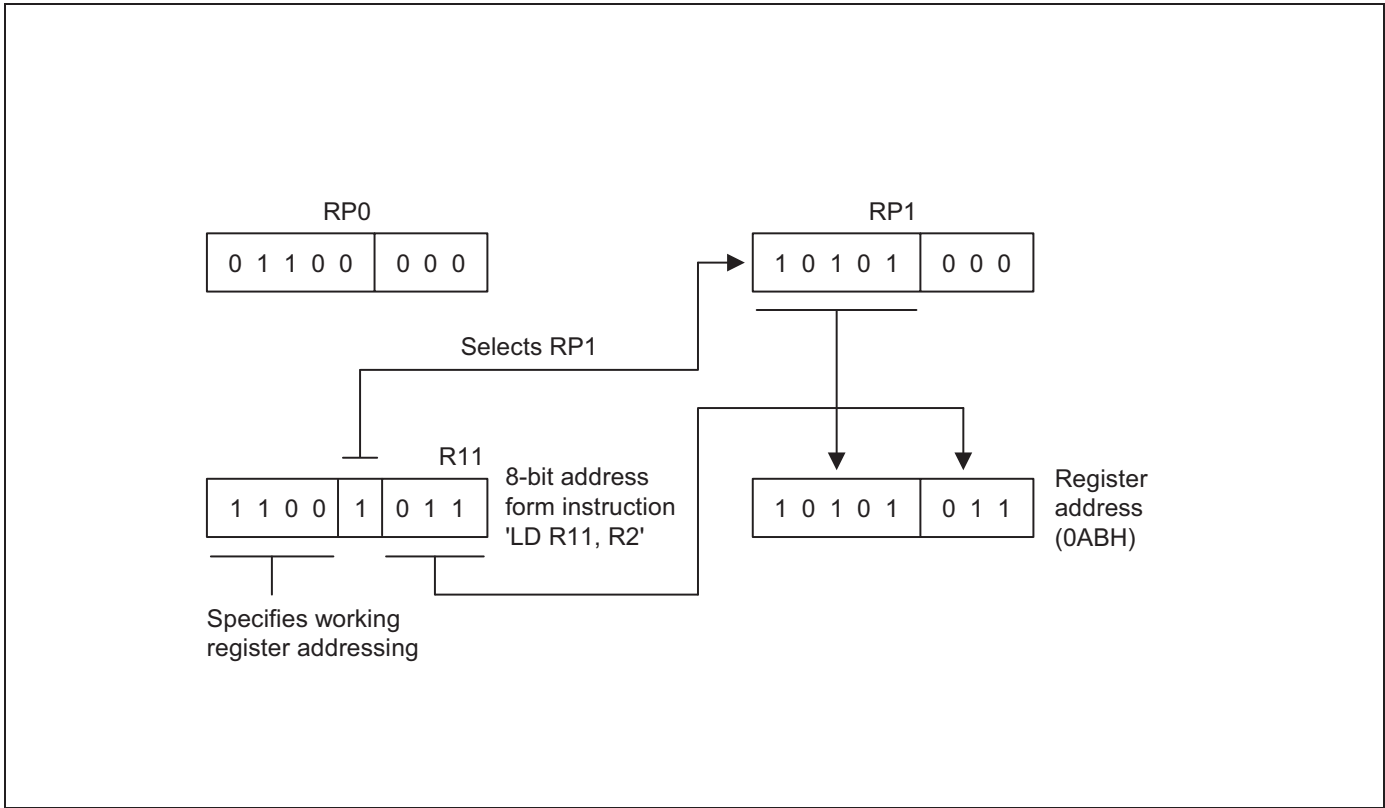 RP0
RP1
0 1 1 0 0 0 0 0
1 0 1 0 1 0 0 0
Selects RP1
R11
1 1 0 0 1 0 1 1
8-bit address
form instruction
'LD R11, R2'
1 0 1 0 1 0 1 1
Register
address
(0ABH)
Specifies working
register addressing